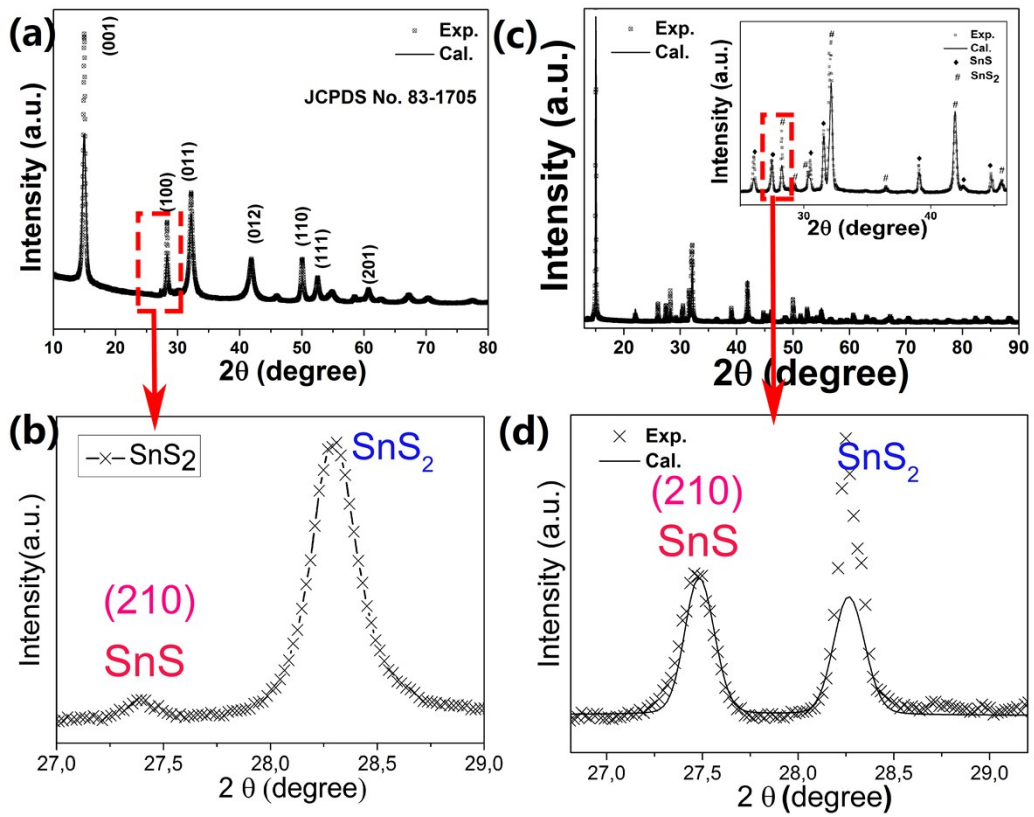 (a)
Intensity (a.u.)
(001)
(100)
(011)
(012)
(110)
(111)
(201)
Exp.
Cal.
JCPDS No. 83-1705
10 20 30 40 50 60 70 80
2θ (degree)
(c)
Intensity (a.u.)
Exp.
Cal.
20 30 40 50 60 70 80 90
2θ (degree)
Intensity (a.u.)
Exp.
Cal.
SnS
# SnS2
# # # # # # #
28 40
2θ (degree)
(b)
Intensity(a.u.)
SnS2
SnS2
(210)
SnS
27,0 27,5 28,0 28,5 29,0
2 θ (degree)
(d)
Intensity (a.u.)
Exp.
Cal.
SnS2
(210)
SnS
27,0 27,5 28,0 28,5 29,0
2 θ (degree)